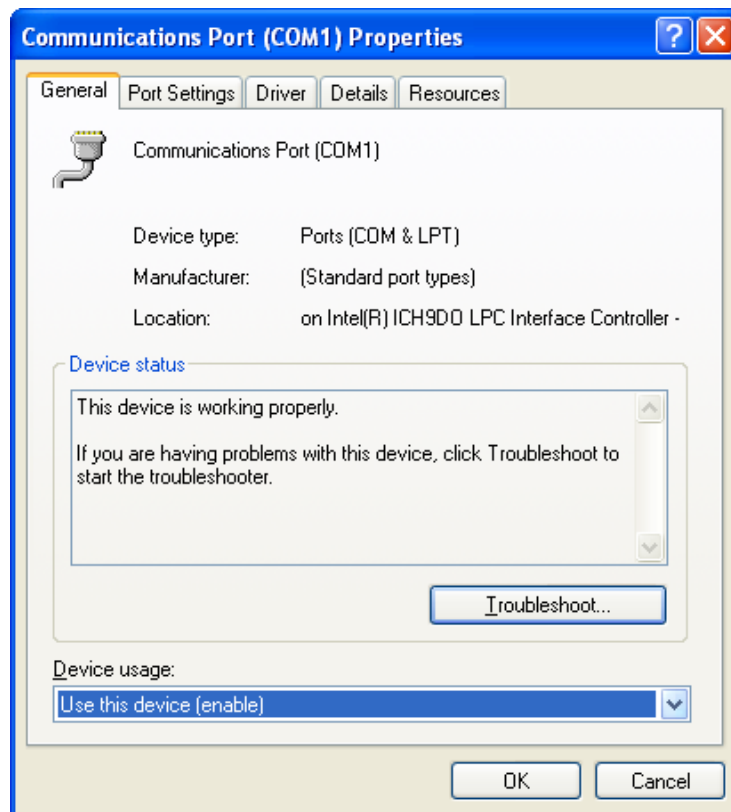 Communications Port (COM1) Properties
General Port Settings Driver Details Resources
Communications Port (COM1)
Device type: Ports (COM & LPT)
Manufacturer: (Standard port types)
Location: on Intel(R) ICH9DO LPC Interface Controller -
Device status
This device is working properly.
If you are having problems with this device, click Troubleshoot to
start the troubleshooter.
Troubleshoot...
Device usage:
Use this device (enable)
OK Cancel